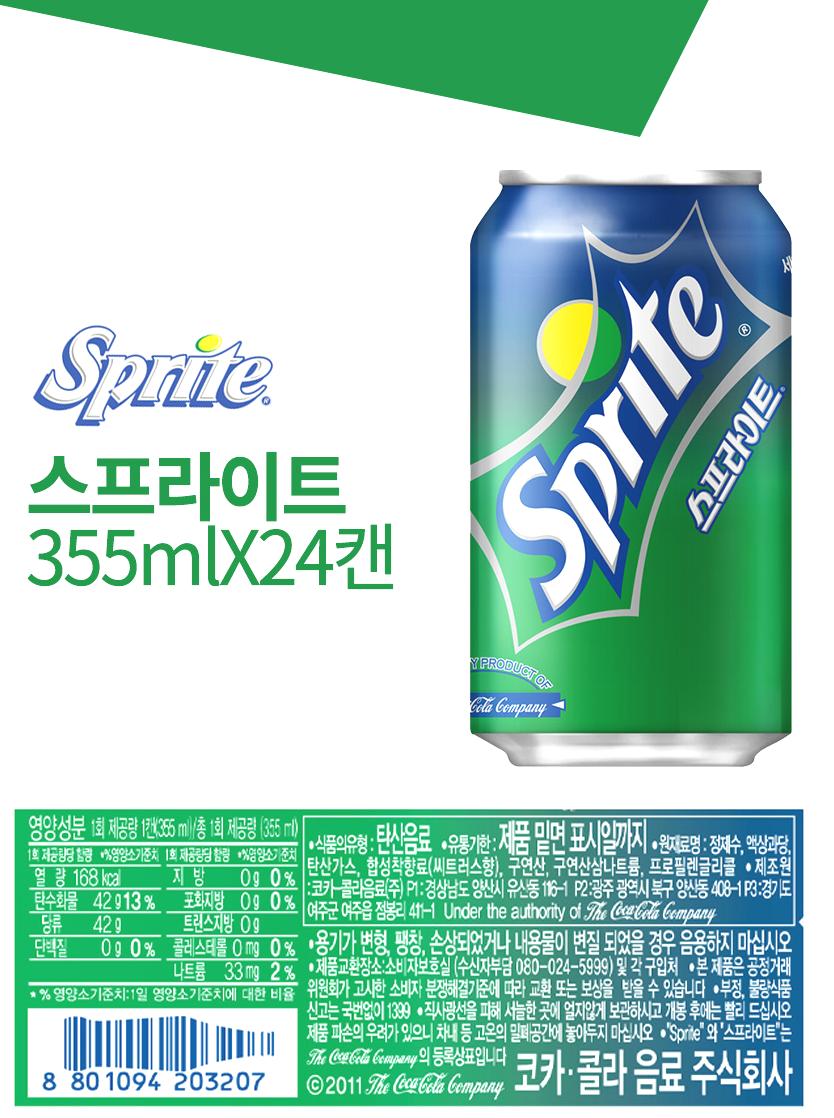 Sprite®
스프라이트
355mlX24캔
Sprite®
스프라이트
Y PRODUCT OF
Cola Company
영양성분 1회 제공량 1캔(355 ml)/총 1회 제공량 (355 ml)
1회 제공량당 함량 *%영양소기준치 1회 제공량당 함량 *%영양소기준치
열 량 168 kcal 지 방 0 g 0 %
탄수화물 42 g 13 % 포화지방 0 g 0 %
당류 42 g 트랜스지방 0 g
단백질 0 g 0 % 콜레스테롤 0 mg 0 %
나트륨 33 mg 2 %
* % 영양소기준치:1일 영양소기준치에 대한 비율
8 801094 203207
•식품의유형 : 탄산음료 •유통기한 : 제품 밑면 표시일까지 •원재료명 : 정제수, 액상과당,
탄산가스, 합성착향료(씨트러스향), 구연산, 구연산삼나트륨, 프로필렌글리콜 •제조원
:코카-콜라음료(주) P1: 경상남도 양산시 유산동 116-1 P2:광주 광역시 북구 양산동 408-1 P3:경기도
여주군 여주읍 점봉리 411-1 Under the authority of The Coca-Cola Company
•용기가 변형, 팽창, 손상되었거나 내용물이 변질 되었을 경우 음용하지 마십시오
•제품교환장소:소비자보호실 (수신자부담 080-024-5999) 및 각 구입처 •본 제품은 공정거래
위원회가 고시한 소비자 분쟁해결기준에 따라 교환 또는 보상을 받을 수 있습니다 •부정, 불량식품
신고는 국번없이 1399 •직사광선을 피해 서늘한 곳에 얼지않게 보관하시고 개봉 후에는 빨리 드십시오
제품 파손의 우려가 있으니 차내 등 고온의 밀폐공간에 놓아두지 마십시오 •"Sprite" 와 "스프라이트"는
The Coca-Cola Company 의 등록상표입니다
©2011 The Coca-Cola Company 코카·콜라 음료 주식회사